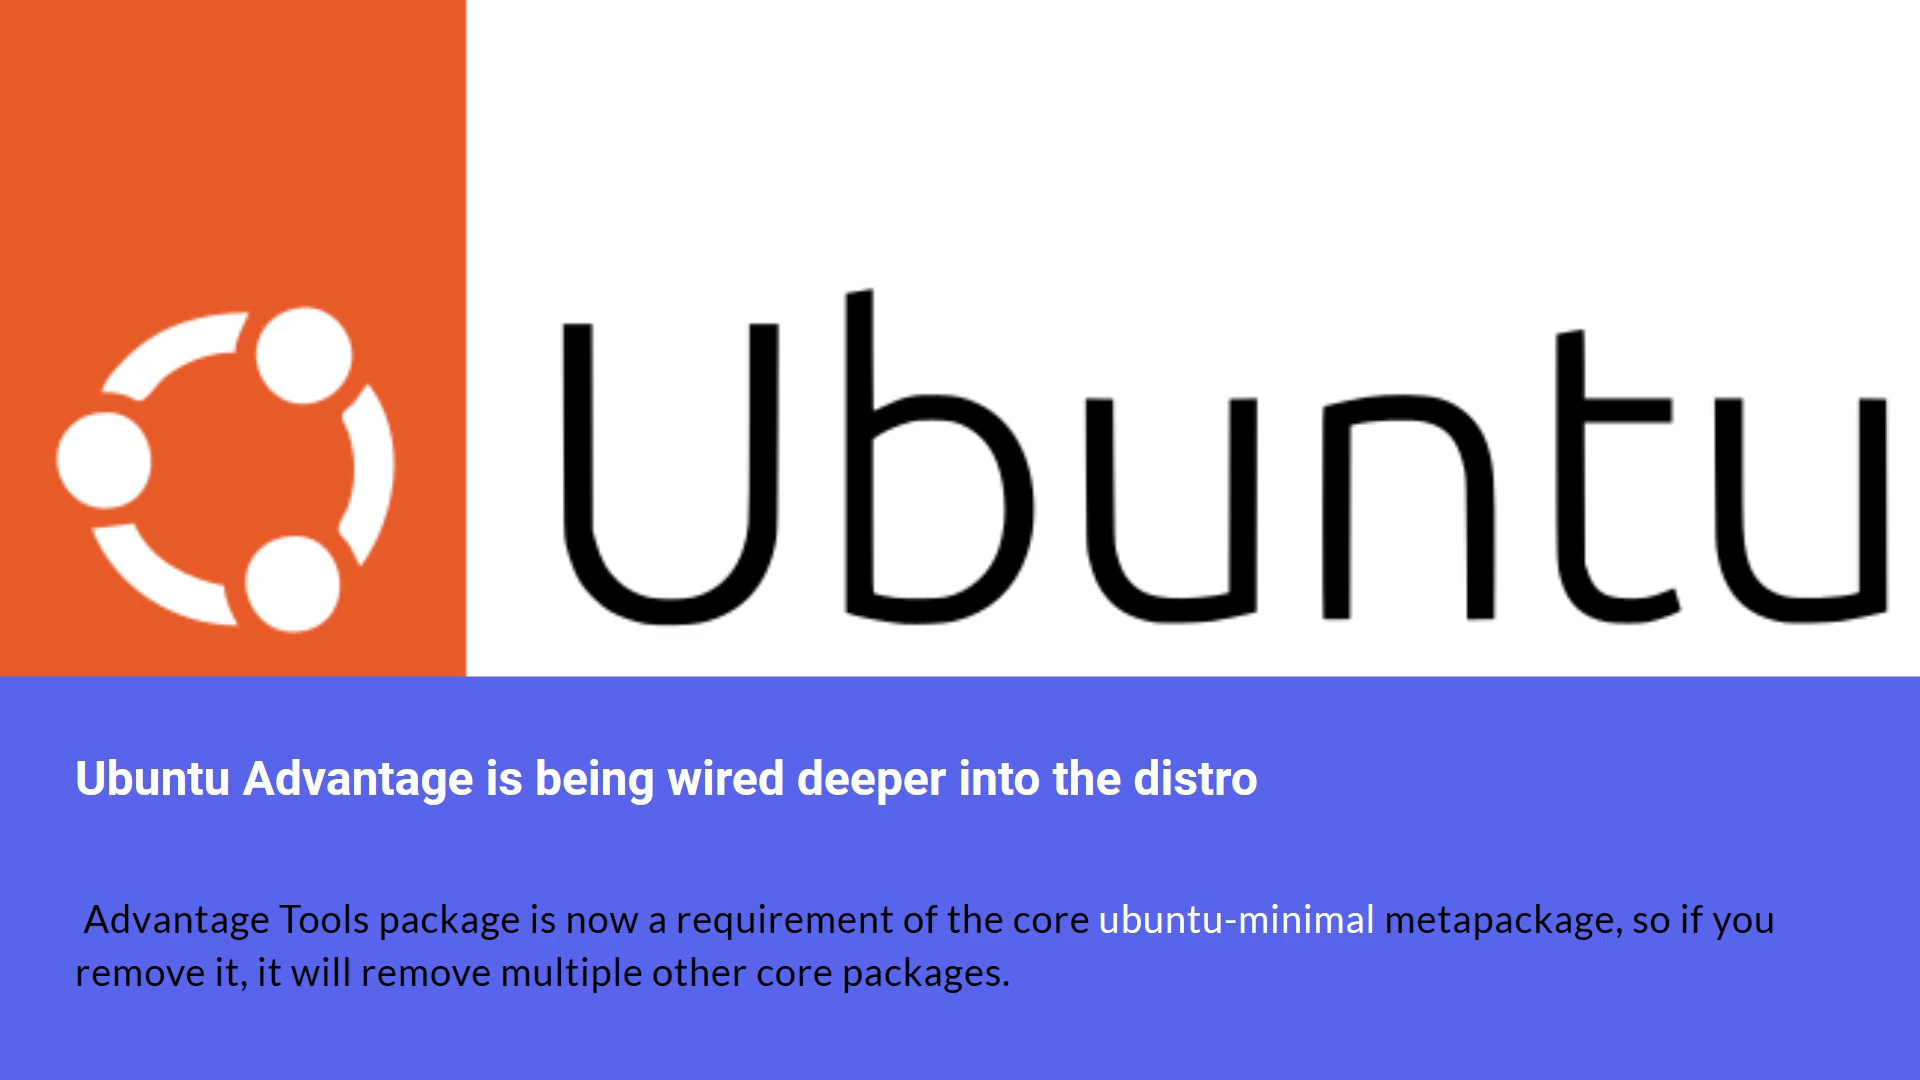 Ubuntu
Ubuntu Advantage is being wired deeper into the distro
Advantage Tools package is now a requirement of the core ubuntu-minimal metapackage, so if you
remove it, it will remove multiple other core packages.